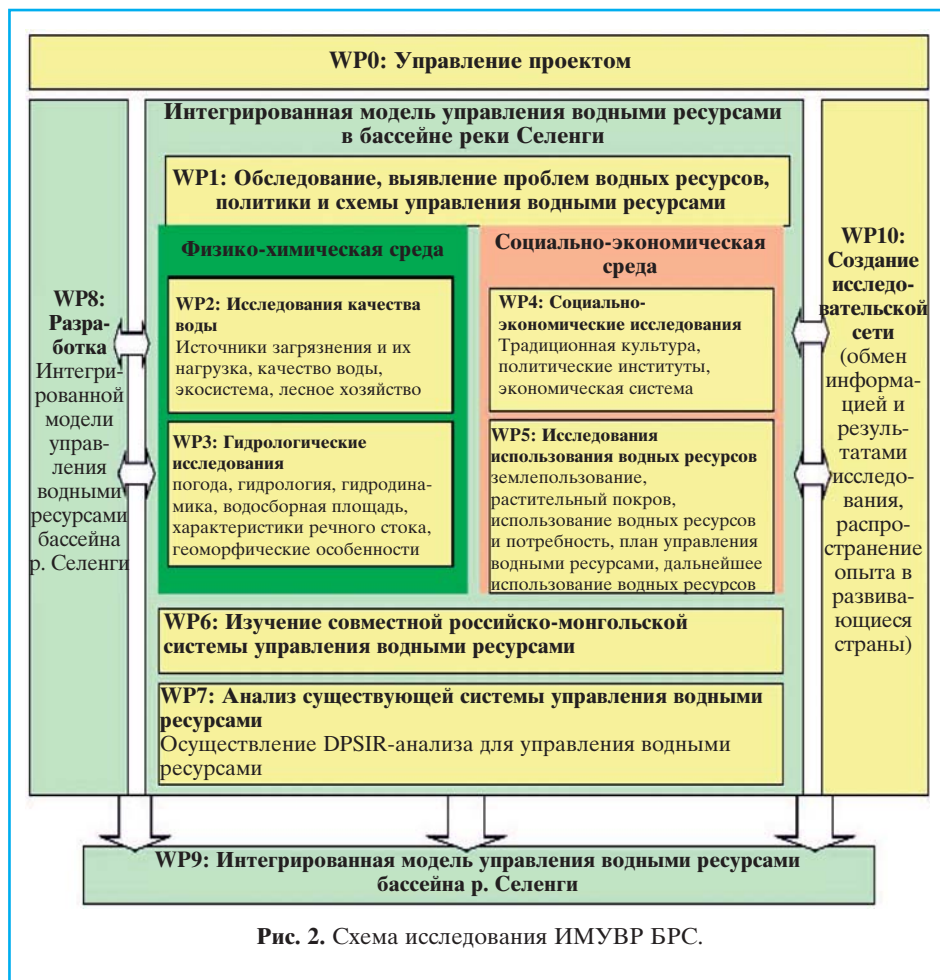 WP0: Управление проектом
Интегрированная модель управления водными ресурсами
в бассейне реки Селенги
WP1: Обследование, выявление проблем водных ресурсов,
политики и схемы управления водными ресурсами
WP8:
Разра-
ботка
Интегри-
рованной
модели
управ-
ления
водными
ресурсами
бассейна
р. Селенги
Физико-химическая среда
WP2: Исследования качества
воды
Источники загрязнения и их
нагрузка, качество воды,
экосистема, лесное хозяйство
WP3: Гидрологические
исследования
погода, гидрология, гидродина-
мика, водосборная площадь,
характеристики речного стока,
геоморфические особенности
Социально-экономическая
среда
WP4: Социально-
экономические исследования
Традиционная культура,
политические институты,
экономическая система
WP5: Исследования
использования водных ресурсов
землепользование,
растительный покров,
использование водных ресурсов
и потребность, план управления
водными ресурсами, дальнейшее
использование водных ресурсов
WP10:
Создание
исследо-
вательской
сети
(обмен
информа-
цией и
резуль-
татами
исследо-
вания,
распро-
странение
опыта в
развива-
ющиеся
страны)
WP6: Изучение совместной российско-монгольской
системы управления водными ресурсами
WP7: Анализ существующей системы управления водными
ресурсами
Осуществление DPSIR-анализа для управления водными
ресурсами
WP9: Интегрированная модель управления водными ресурсами
бассейна р. Селенги
Рис. 2. Схема исследования ИМУВР БРС.